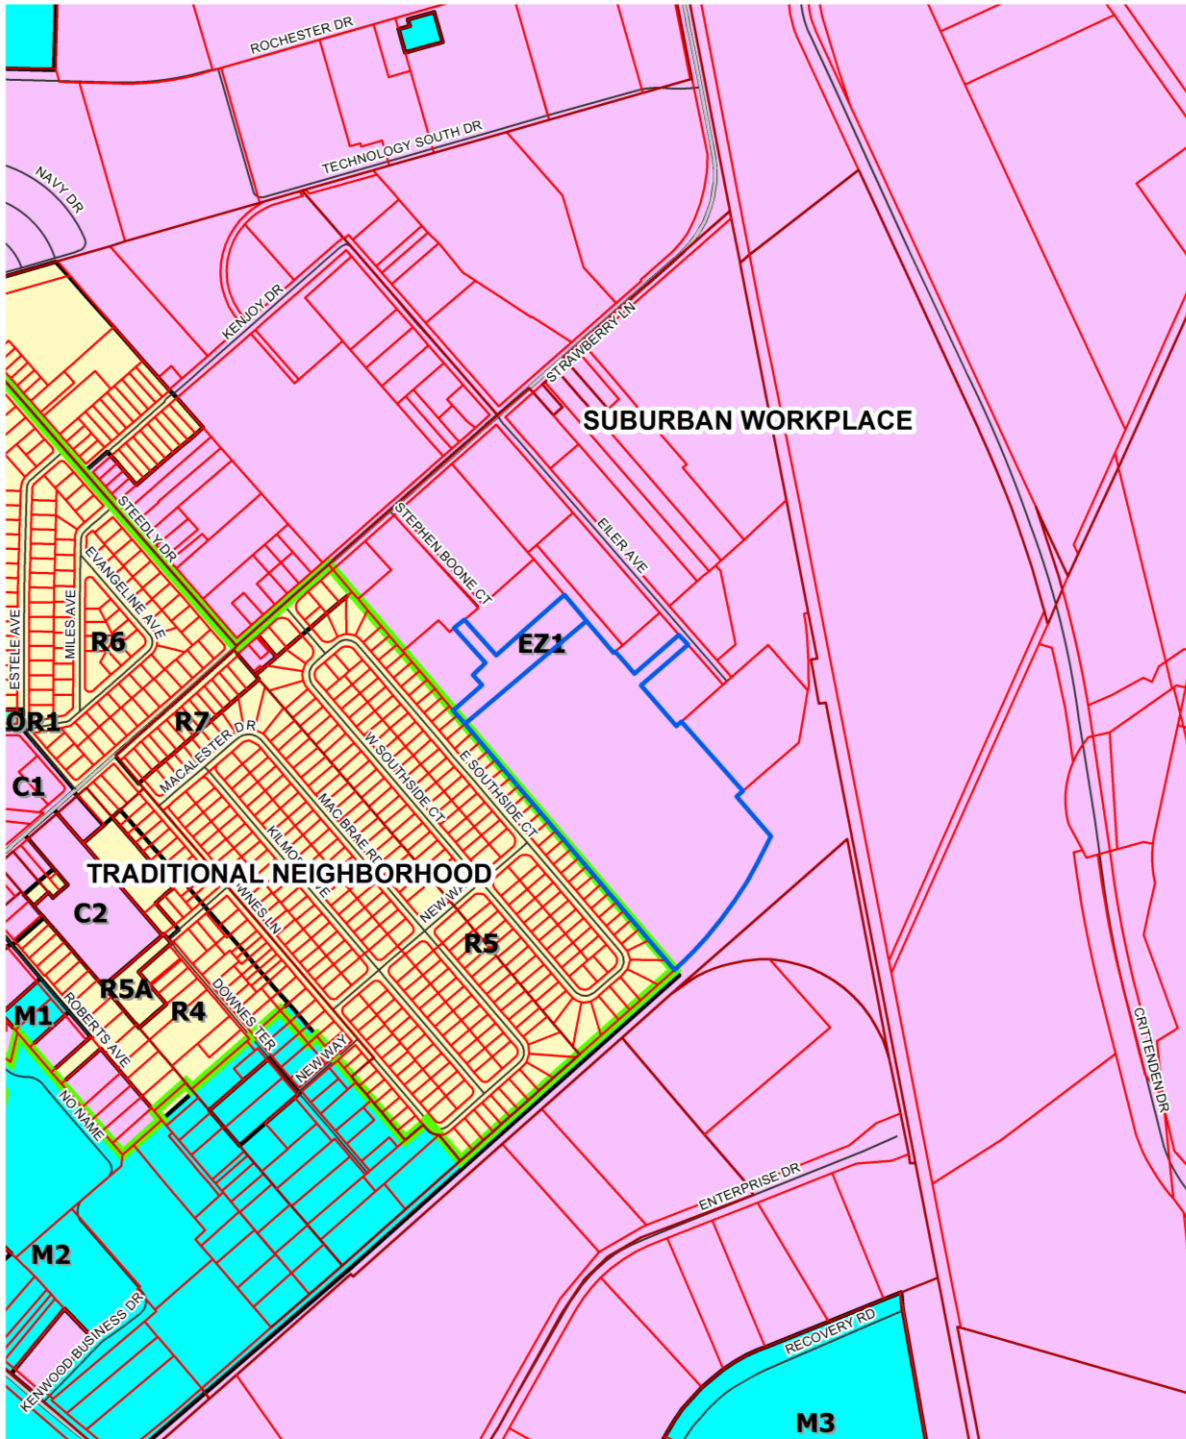 ROCHESTER DR
TECHNOLOGY SOUTH DR
NAVY DR
KENJOY DR
STRAWBERRY LN
SUBURBAN WORKPLACE
STEEDLY DR
STEPHEN BOONE CT
EILER AVE
EVANGELINE AVE
ESTELE AVE
MILES AVE
R6
EZ1
OR1
R7
MACALESTER DR
W SOUTHSIDE CT
E SOUTHSIDE CT
C1
MAC BRAE RD
TRADITIONAL NEIGHBORHOOD
NEW WAY
C2
R5
R5A
R4
M1
ROBERTS AVE
DOWNES TER
NEW WAY
CRITTENDEN DR
NO NAME
ENTERPRISE DR
M2
KENWOOD BUSINESS DR
RECOVERY RD
M3